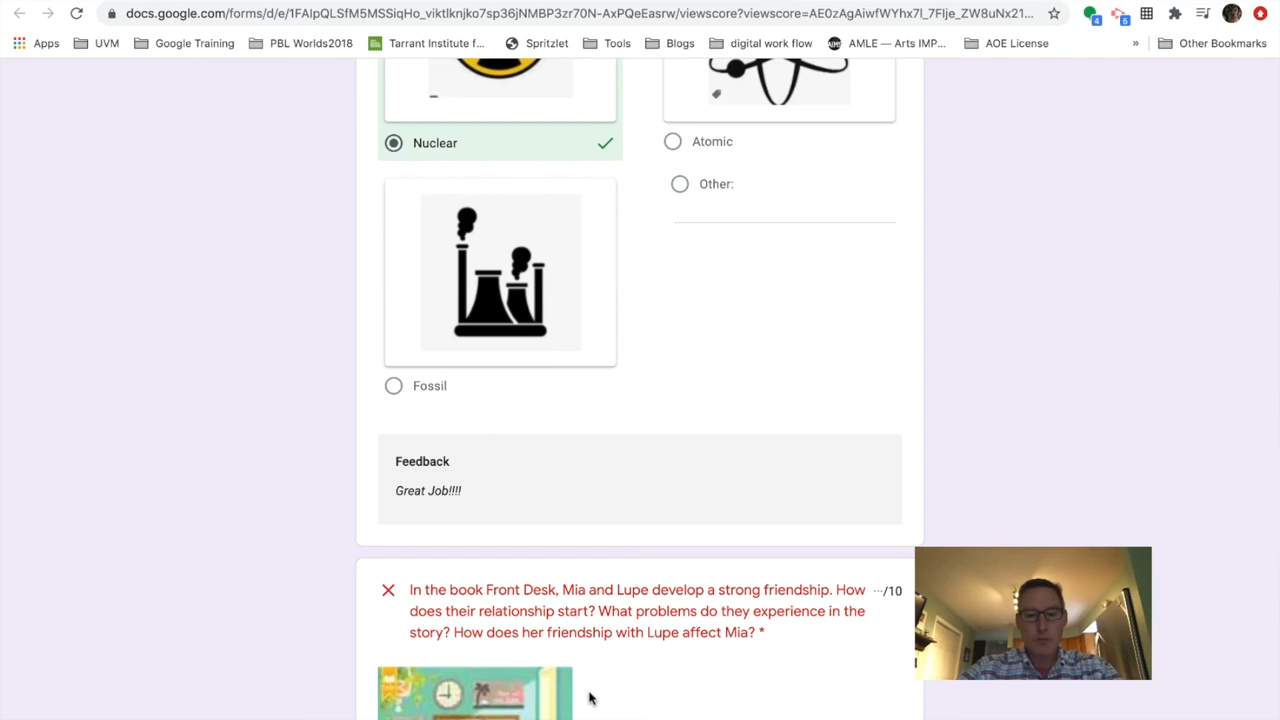 docs.google.com/forms/d/e/1FAIpQLSfM5MSSiqHo_viktlknjko7sp36jNMBP3zr70N-AxPQeEasrw/viewscore?viewscore=AE0zAgAiwfWYhx7l_7FIje_ZW8uNx21...
4
5
Apps
UVM
Google Training
PBL Worlds2018
Tarrant Institute f...
Spritzlet
Tools
Blogs
digital work flow
AMLE — Arts IMP...
AOE License
»
Other Bookmarks
Nuclear
Atomic
Other:
Fossil
Feedback
Great Job!!!!
In the book Front Desk, Mia and Lupe develop a strong friendship. How
does their relationship start? What problems do they experience in the
story? How does her friendship with Lupe affect Mia? *
···/10